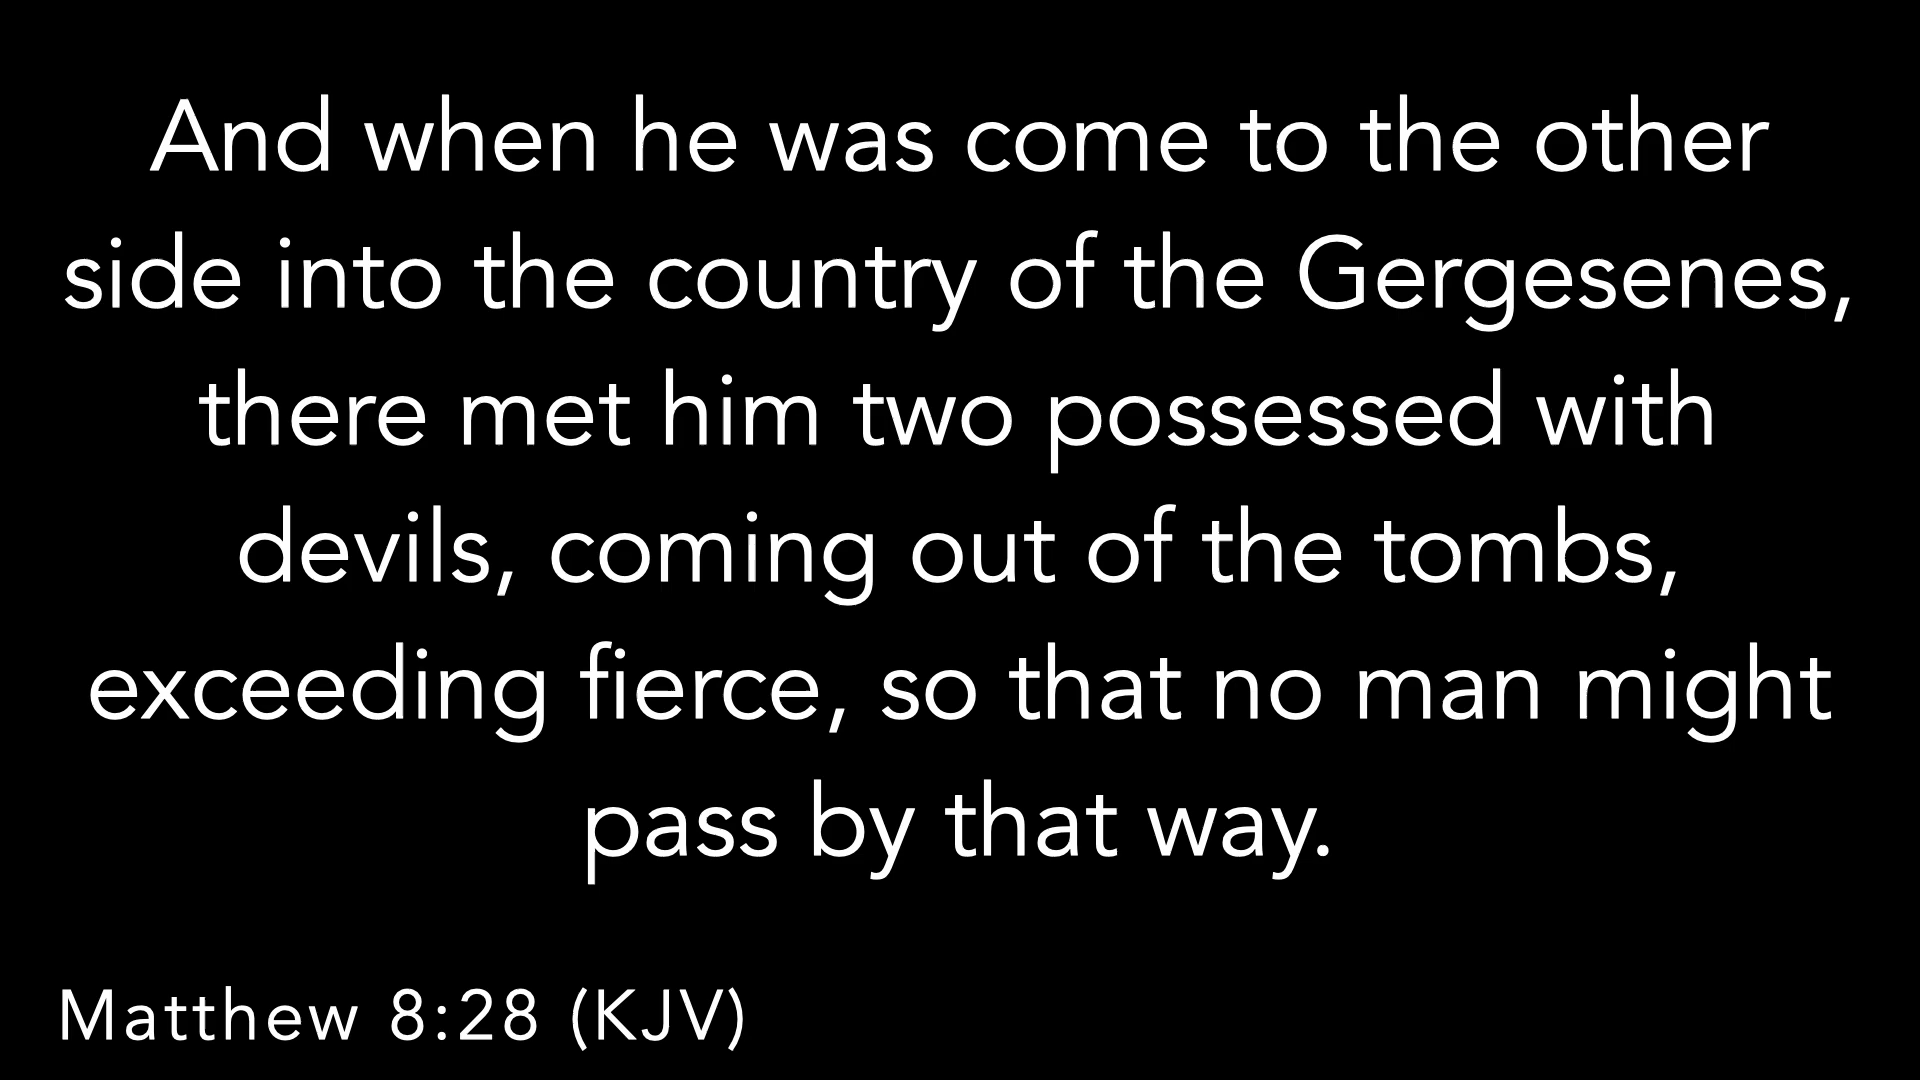 And when he was come to the other
side into the country of the Gergesenes,
there met him two possessed with
devils, coming out of the tombs,
exceeding fierce, so that no man might
pass by that way.
Matthew 8:28 (KJV)